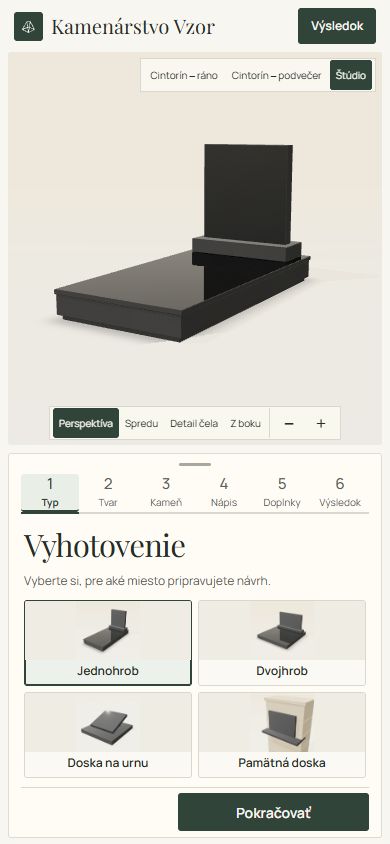 Kamenárstvo Vzor
Výsledok
Cintorín – ráno Cintorín – podvečer Štúdio
Perspektíva Spredu Detail čela Z boku − +
1 2 3 4 5 6
Typ Tvar Kameň Nápis Doplnky Výsledok
Vyhotovenie
Vyberte si, pre aké miesto pripravujete návrh.
Jednohrob Dvojhrob
Doska na urnu Pamätná doska
Pokračovať